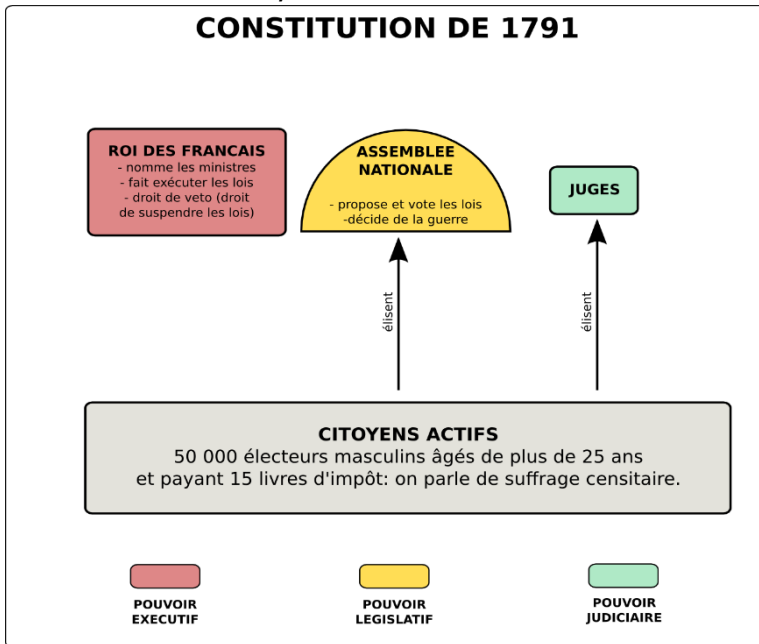 CONSTITUTION DE 1791
ROI DES FRANCAIS
- nomme les ministres
- fait exécuter les lois
- droit de veto (droit
de suspendre les lois)
ASSEMBLEE
NATIONALE
- propose et vote les lois
-décide de la guerre
JUGES
élisent
élisent
CITOYENS ACTIFS
50 000 électeurs masculins âgés de plus de 25 ans
et payant 15 livres d'impôt: on parle de suffrage censitaire.
POUVOIR
EXECUTIF
POUVOIR
LEGISLATIF
POUVOIR
JUDICIAIRE